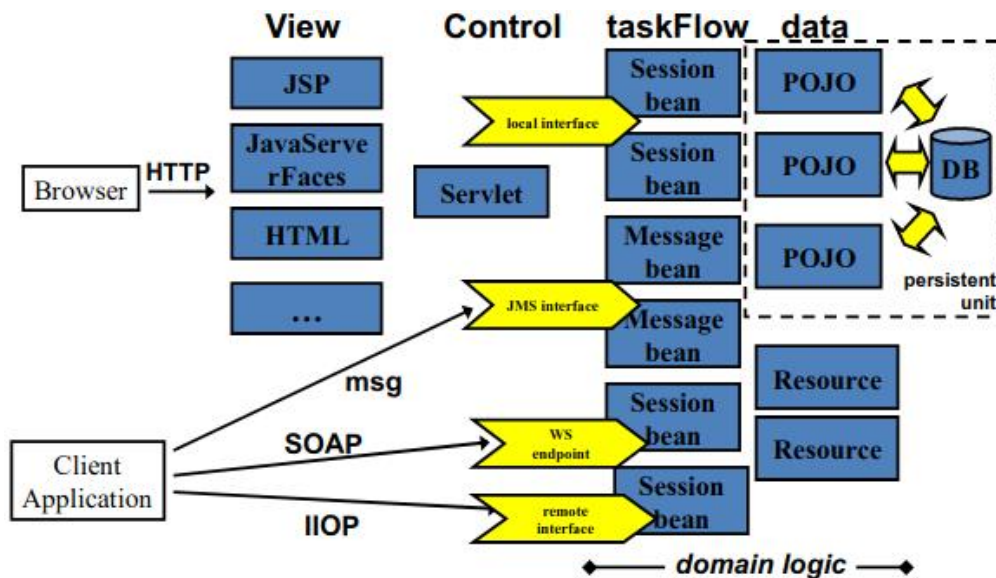 View
Control
taskFlow
data
JSP
JavaServe
rFaces
HTML
...
Browser
HTTP
Servlet
local interface
Session
bean
Session
bean
Message
bean
JMS interface
Message
bean
POJO
POJO
POJO
DB
persistent
unit
Resource
Resource
msg
SOAP
IIOP
Client
Application
WS
endpoint
Session
bean
remote
interface
Session
bean
domain logic